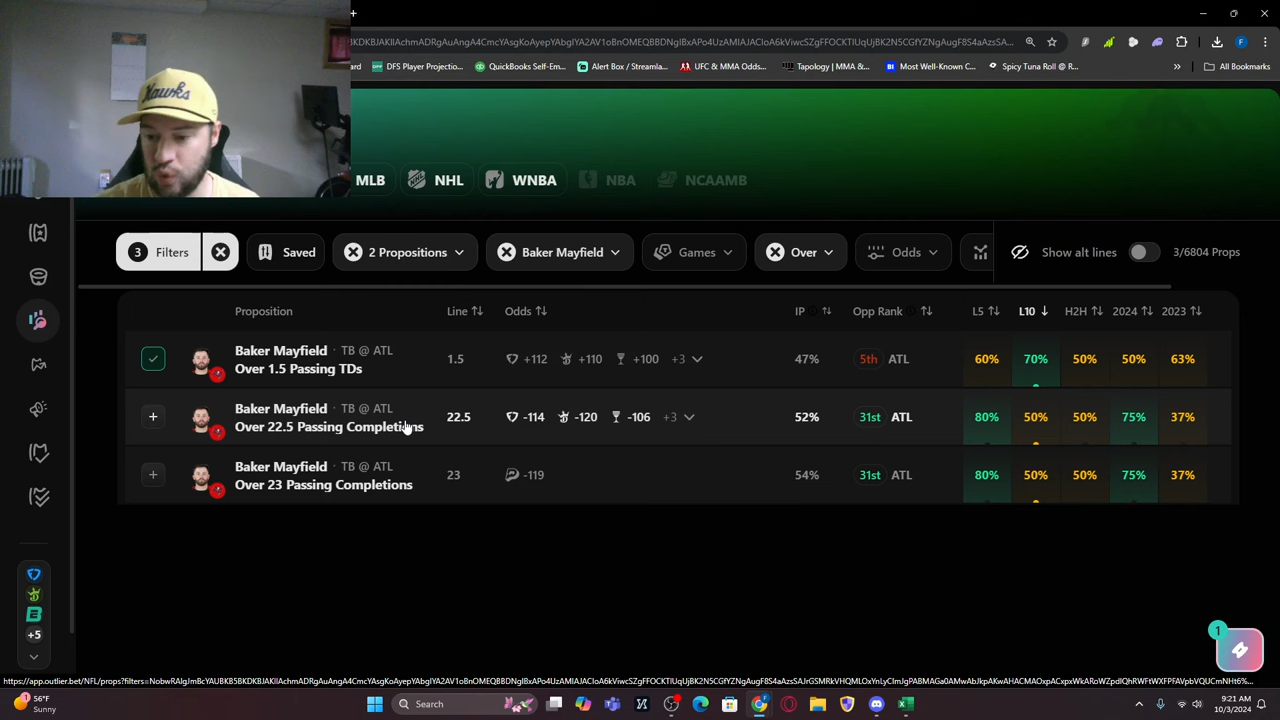 KDKBJAKIlAchmADRgAuAngA4CmcYAsgKoAyepYAbgIYA2AV1oBnOMEQBBDNgIBxAPo4UzAMIAJACIoA6kViwcSZgFFOCKTIUqUjBK2N5CGfYZNgAugF8S4aAzsSA...
ard
DFS Player Projectio...
QuickBooks Self-Em...
Alert Box / Streamla...
UFC & MMA Odds...
Tapology | MMA &...
Most Well-Known C...
Spicy Tuna Roll @ R...
»
All Bookmarks
Hawks
MLB
NHL
WNBA
NBA
NCAAMB
3 Filters
Saved
2 Propositions
Baker Mayfield
Games
Over
Odds
Show alt lines
3/6804 Props
Proposition Line Odds IP Opp Rank L5 L10 H2H 2024 2023
Baker Mayfield · TB @ ATL
Over 1.5 Passing TDs
1.5 +112 +110 +100 +3 47% 5th ATL 60% 70% 50% 50% 63%
Baker Mayfield · TB @ ATL
Over 22.5 Passing Completions
22.5 -114 -120 -106 +3 52% 31st ATL 80% 50% 50% 75% 37%
Baker Mayfield · TB @ ATL
Over 23 Passing Completions
23 -119 54% 31st ATL 80% 50% 50% 75% 37%
+5
1
56°F
Sunny
Search
9:21 AM
10/3/2024